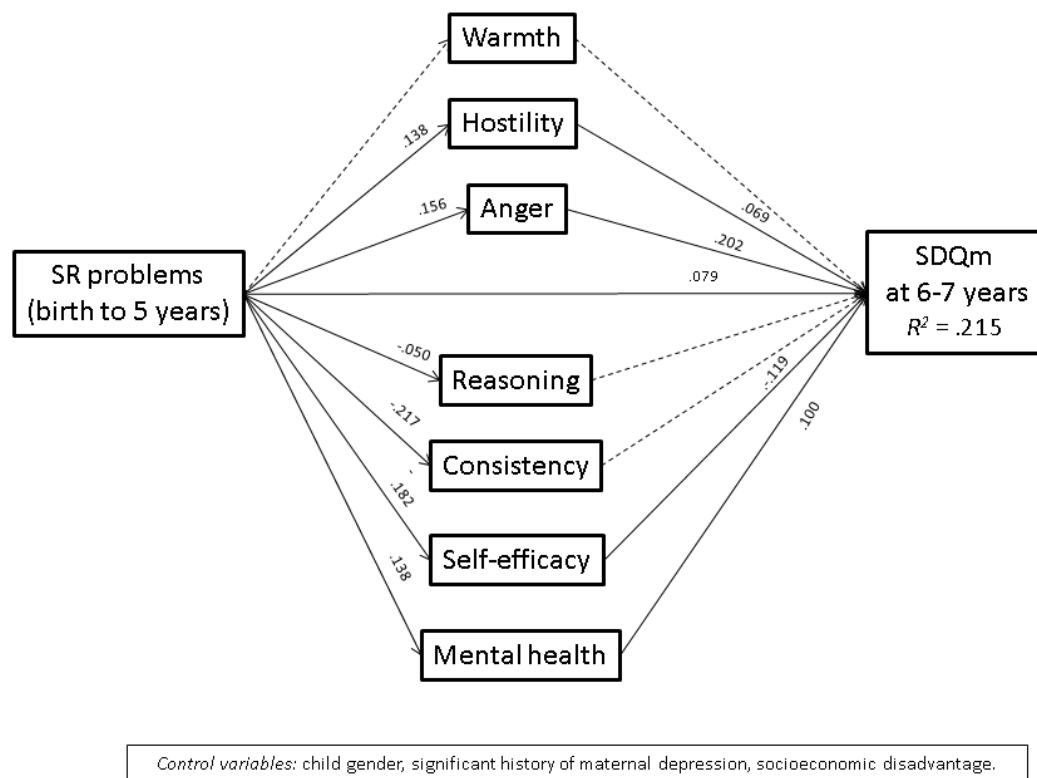 Warmth
Hostility
.138
Anger
.156
.069
.202
SR problems
(birth to 5 years)
.079
SDQm
at 6-7 years
R² = .215
-.050
Reasoning
-.119
-.217
.100
Consistency
-
.182
Self-efficacy
.138
Mental health
Control variables: child gender, significant history of maternal depression, socioeconomic disadvantage.